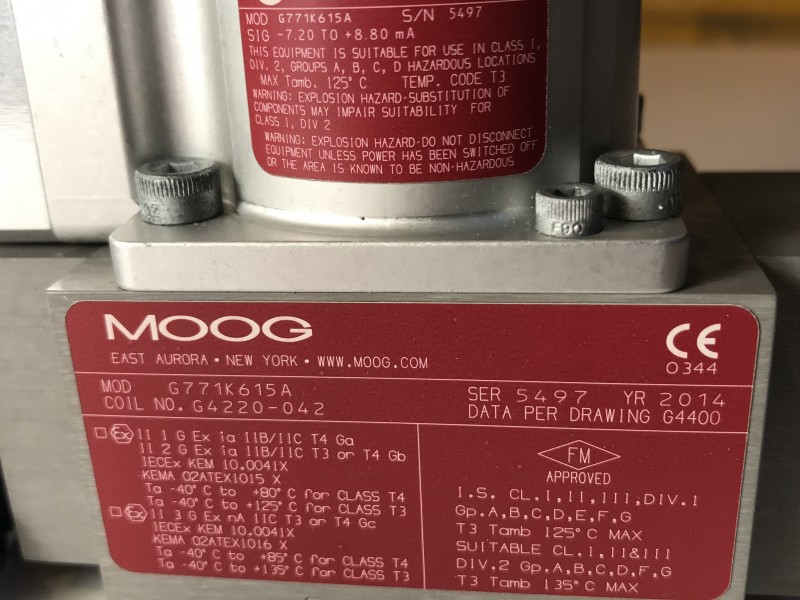 MOD G771K615A S/N 5497
SIG -7.20 TO +8.80 mA
THIS EQUIPMENT IS SUITABLE FOR USE IN CLASS I,
DIV. 2, GROUPS A, B, C, D HAZARDOUS LOCATIONS
MAX Tamb. 125° C TEMP. CODE T3
WARNING: EXPLOSION HAZARD-SUBSTITUTION OF
COMPONENTS MAY IMPAIR SUITABILITY FOR
CLASS I, DIV 2
WARNING: EXPLOSION HAZARD-DO NOT DISCONNECT
EQUIPMENT UNLESS POWER HAS BEEN SWITCHED OFF
OR THE AREA IS KNOWN TO BE NON-HAZARDOUS
MOOG
EAST AURORA • NEW YORK • WWW.MOOG.COM
CE
0344
MOD G771K615A
COIL NO. G4220-042
SER 5497 YR 2014
DATA PER DRAWING G4400
Ex II 1 G Ex ia IIB/IIC T4 Ga
II 2 G Ex ia IIB/IIC T3 or T4 Gb
IECEx KEM 10.0041X
KEMA 02ATEX1015 X
Ta -40° C to +80° C for CLASS T4
Ta -40° C to +125° C for CLASS T3
Ex II 3 G Ex nA IIC T3 or T4 Gc
IECEx KEM 10.0041X
KEMA 02ATEX1016 X
Ta -40° C to +85° C for CLASS T4
Ta -40° C to +135° C for CLASS T3
FM
APPROVED
I.S. CL.I,II,III,DIV.1
Gp.A,B,C,D,E,F,G
T3 Tamb 125°C MAX
SUITABLE CL.I,II&III
DIV.2 Gp.A,B,C,D,F,G
T3 Tamb 135°C MAX